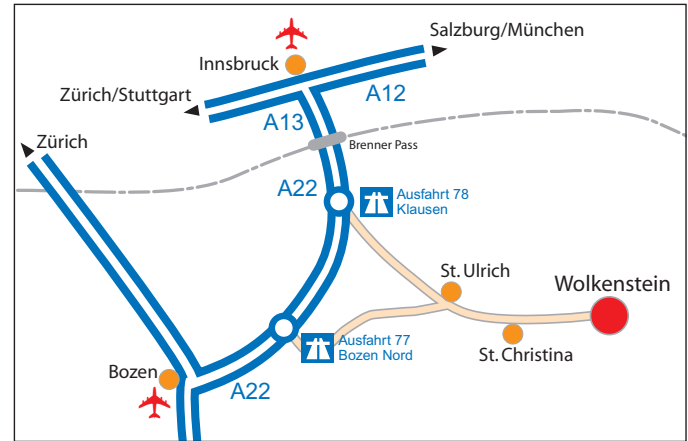 Salzburg/München
Innsbruck
Zürich/Stuttgart
A12
A13
Zürich
Brenner Pass
A22
Ausfahrt 78
Klausen
St. Ulrich
Wolkenstein
Ausfahrt 77
Bozen Nord
St. Christina
Bozen
A22